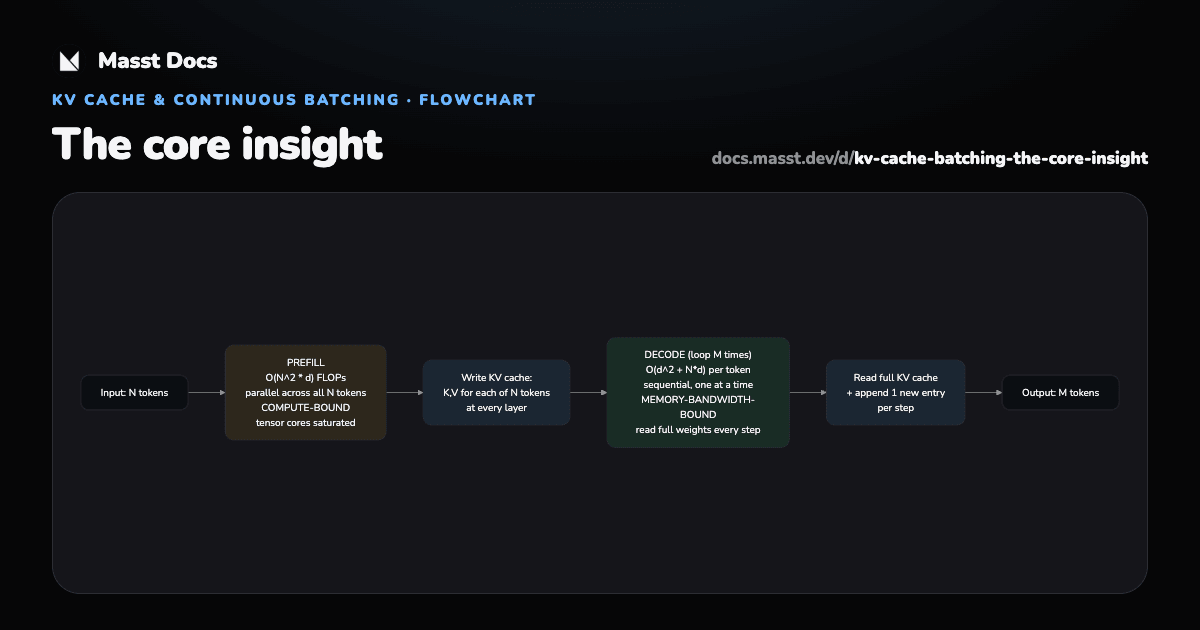 Masst Docs
KV CACHE & CONTINUOUS BATCHING · FLOWCHART
The core insight
docs.masst.dev/d/kv-cache-batching-the-core-insight
Input: N tokens
PREFILL
O(N^2 * d) FLOPs
parallel across all N tokens
COMPUTE-BOUND
tensor cores saturated
Write KV cache:
K,V for each of N tokens
at every layer
DECODE (loop M times)
O(d^2 + N*d) per token
sequential, one at a time
MEMORY-BANDWIDTH-
BOUND
read full weights every step
Read full KV cache
+ append 1 new entry
per step
Output: M tokens